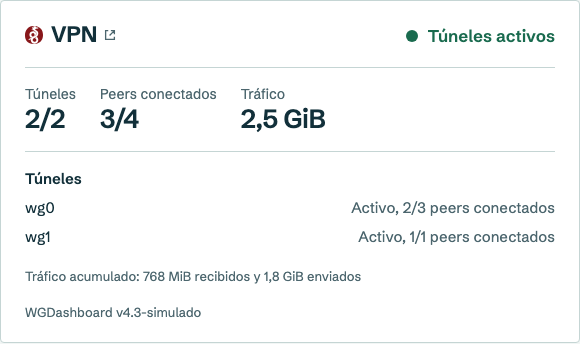 VPN
Túneles activos
Túneles
Peers conectados
Tráfico
2/2
3/4
2,5 GiB
Túneles
wg0
Activo, 2/3 peers conectados
wg1
Activo, 1/1 peers conectados
Tráfico acumulado: 768 MiB recibidos y 1,8 GiB enviados
WGDashboard v4.3-simulado